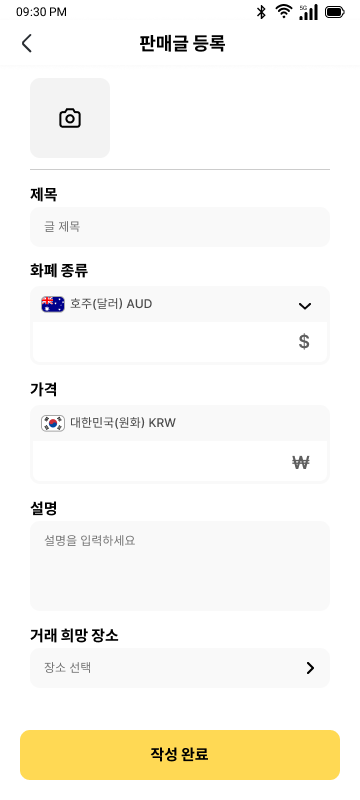 09:30 PM
5G
판매글 등록
제목
글 제목
화폐 종류
호주(달러) AUD
$
가격
대한민국(원화) KRW
₩
설명
설명을 입력하세요
거래 희망 장소
장소 선택
작성 완료